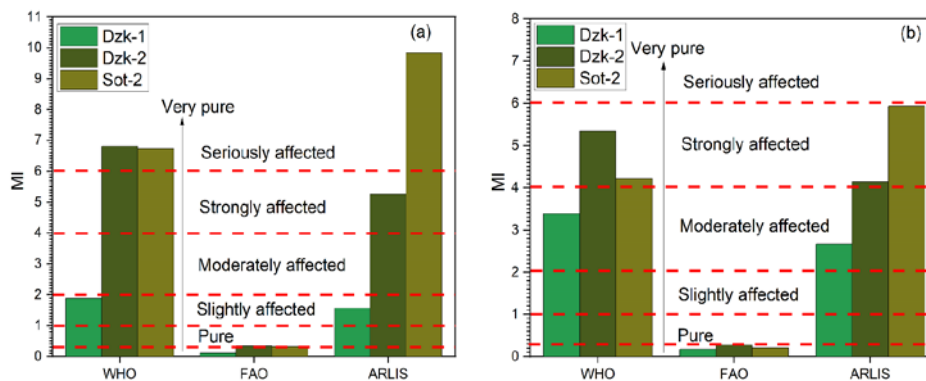 (a)
Dzk-1
Dzk-2
Sot-2
Very pure
Seriously affected
Strongly affected
Moderately affected
Slightly affected
Pure
MI
11
10
9
8
7
6
5
4
3
2
1
0
WHO
FAO
ARLIS
(b)
Dzk-1
Dzk-2
Sot-2
Very pure
Seriously affected
Strongly affected
Moderately affected
Slightly affected
Pure
MI
8
7
6
5
4
3
2
1
0
WHO
FAO
ARLIS